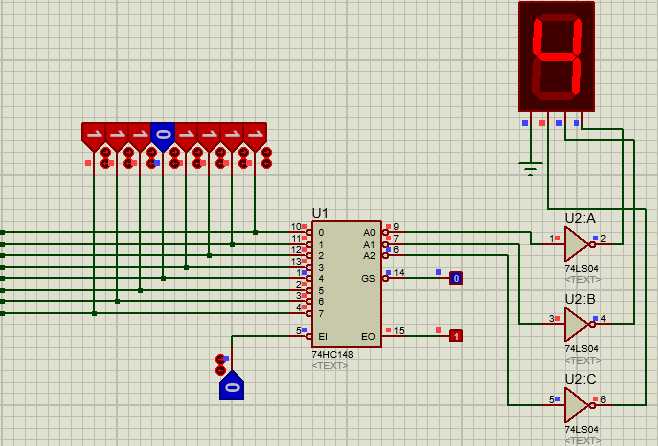 4
1 1 1 0 1 1 1 1
U1
10 0 A0 9
11 1 A1 7
12 2 A2 6
13 3
1 4 GS 14 0
2 5
3 6
4 7
5 EI EO 15 1
74HC148
<TEXT>
0
U2:A
1 2
74LS04
<TEXT>
U2:B
3 4
74LS04
<TEXT>
U2:C
5 6
74LS04
<TEXT>